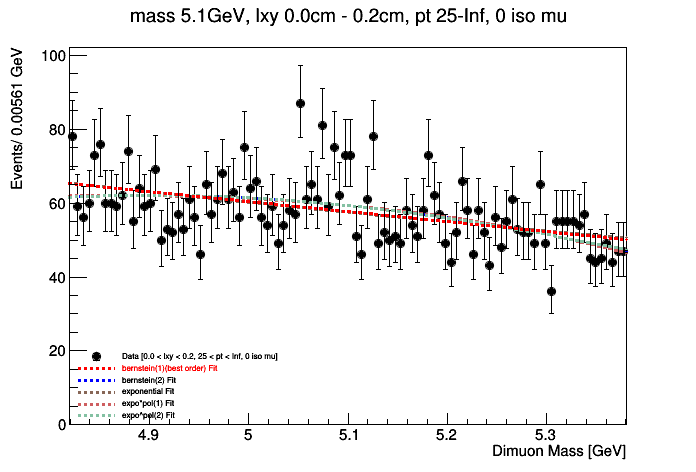 mass 5.1GeV, lxy 0.0cm - 0.2cm, pt 25-Inf, 0 iso mu
Events/ 0.00561 GeV
100
80
60
40
20
0
Data [0.0 < lxy < 0.2, 25 < pt < Inf, 0 iso mu]
bernstein(1)(best order) Fit
bernstein(2) Fit
exponential Fit
expo*pol(1) Fit
expo^pol(2) Fit
4.9 5 5.1 5.2 5.3
Dimuon Mass [GeV]